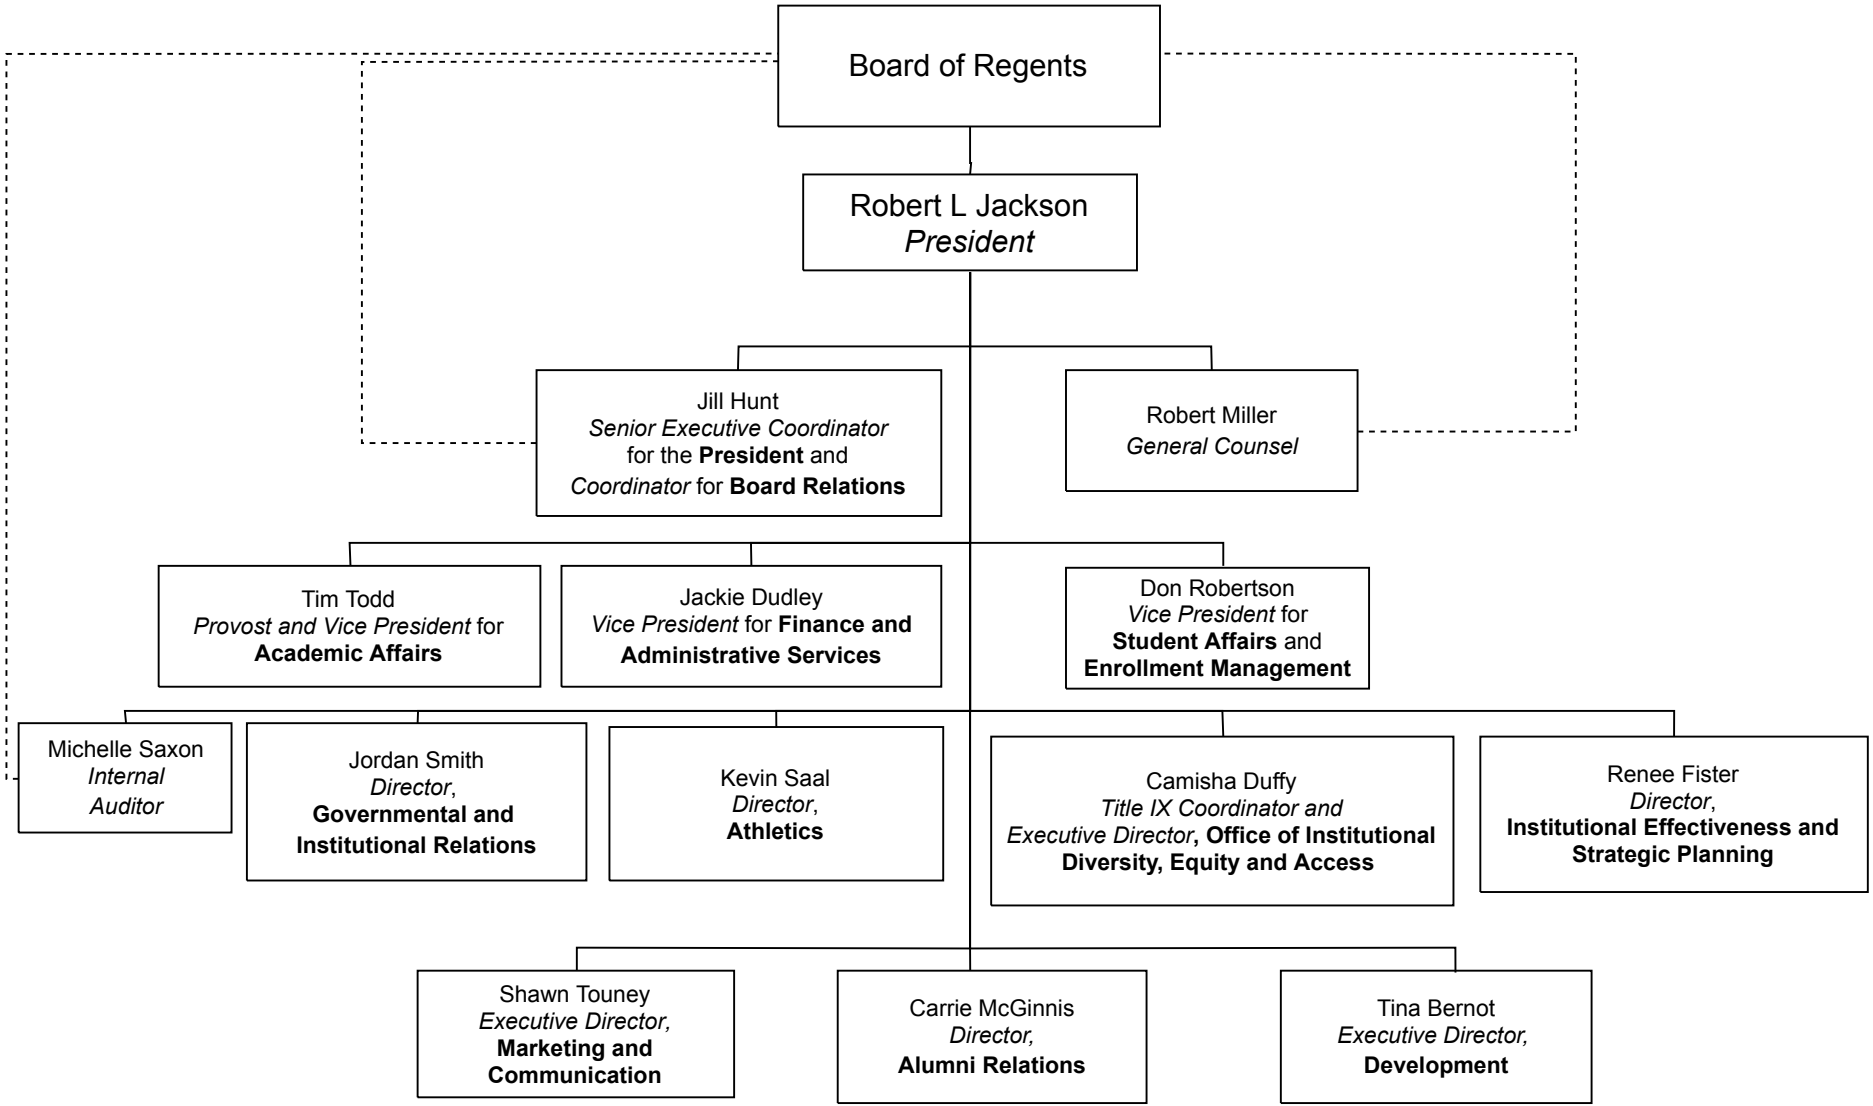 Board of Regents
Robert L Jackson
President
Jill Hunt
Senior Executive Coordinator
for the President and
Coordinator for Board Relations
Robert Miller
General Counsel
Tim Todd
Provost and Vice President for
Academic Affairs
Jackie Dudley
Vice President for Finance and
Administrative Services
Don Robertson
Vice President for
Student Affairs and
Enrollment Management
Michelle Saxon
Internal
Auditor
Jordan Smith
Director,
Governmental and
Institutional Relations
Kevin Saal
Director,
Athletics
Camisha Duffy
Title IX Coordinator and
Executive Director, Office of Institutional
Diversity, Equity and Access
Renee Fister
Director,
Institutional Effectiveness and
Strategic Planning
Shawn Touney
Executive Director,
Marketing and
Communication
Carrie McGinnis
Director,
Alumni Relations
Tina Bernot
Executive Director,
Development